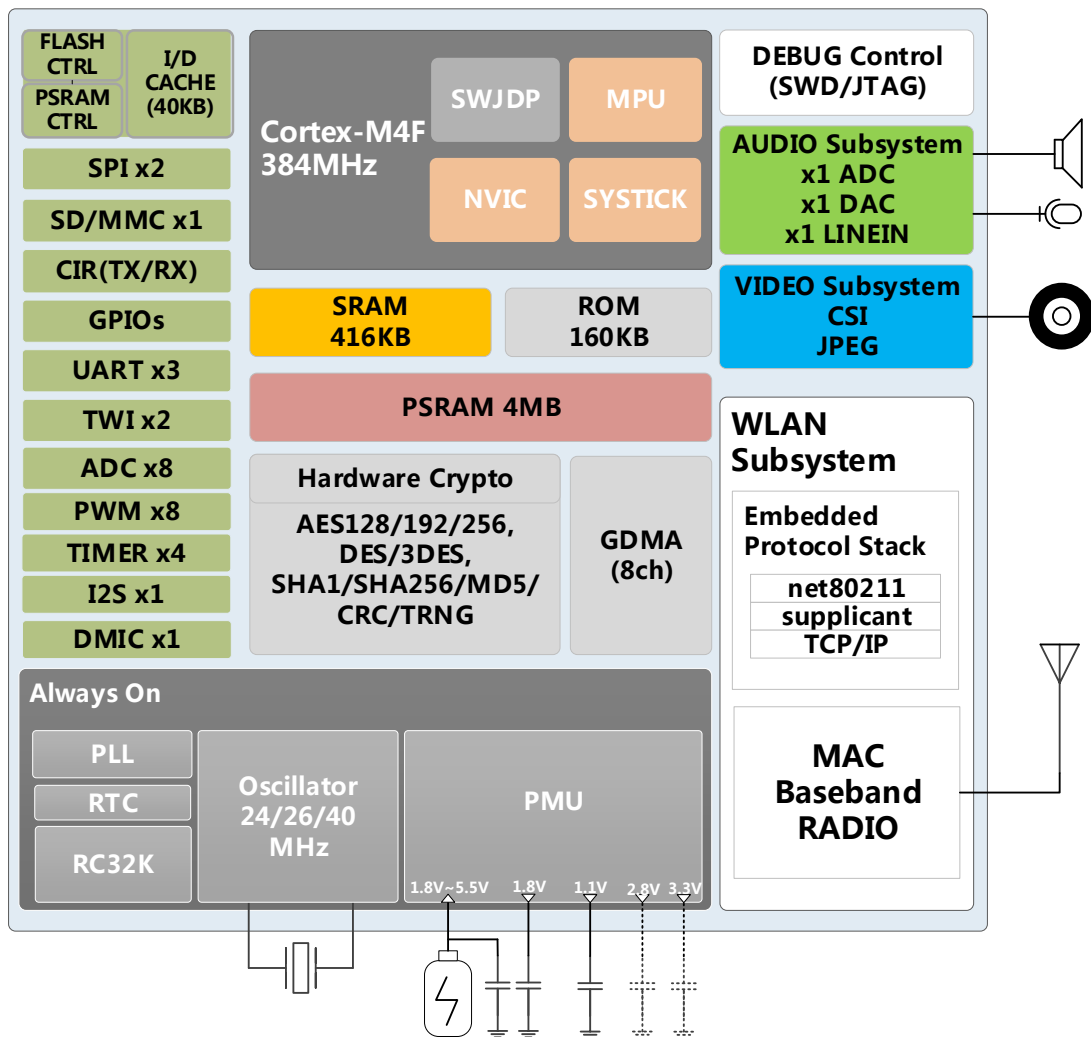 FLASH
CTRL
PSRAM
CTRL
I/D
CACHE
(40KB)
SPI x2
SD/MMC x1
CIR(TX/RX)
GPIOs
UART x3
TWI x2
ADC x8
PWM x8
TIMER x4
I2S x1
DMIC x1
Cortex-M4F
384MHz
SWJDP
MPU
NVIC
SYSTICK
SRAM
416KB
ROM
160KB
PSRAM 4MB
Hardware Crypto
AES128/192/256,
DES/3DES,
SHA1/SHA256/MD5/
CRC/TRNG
GDMA
(8ch)
DEBUG Control
(SWD/JTAG)
AUDIO Subsystem
x1 ADC
x1 DAC
x1 LINEIN
VIDEO Subsystem
CSI
JPEG
WLAN
Subsystem
Embedded
Protocol Stack
net80211
supplicant
TCP/IP
MAC
Baseband
RADIO
Always On
PLL
RTC
RC32K
Oscillator
24/26/40
MHz
PMU
1.8V~5.5V
1.8V
1.1V
2.8V
3.3V